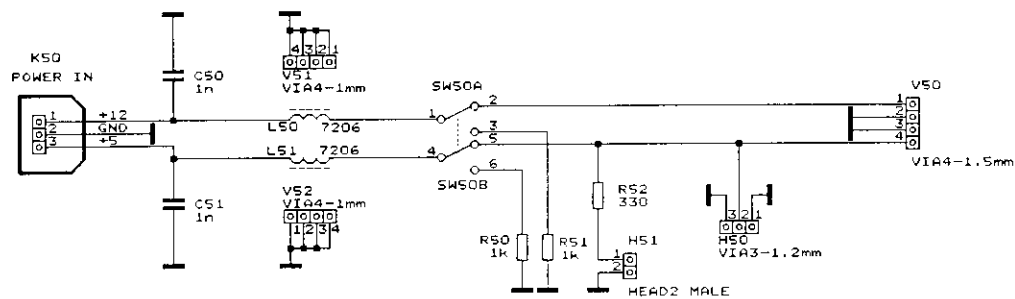 K50
POWER IN
1
2
3
+12
GND
+5
C50
1n
C51
1n
4 3 2 1
V51
VIA4-1mm
L50 7206
L51 7206
V52
VIA4-1mm
1 2 3 4
SW50A
1
2
3
4
5
6
SW50B
R50
1k
R51
1k
R52
330
H51
1
2
HEAD2 MALE
3 2 1
H50
VIA3-1.2mm
V50
1
2
3
4
VIA4-1.5mm